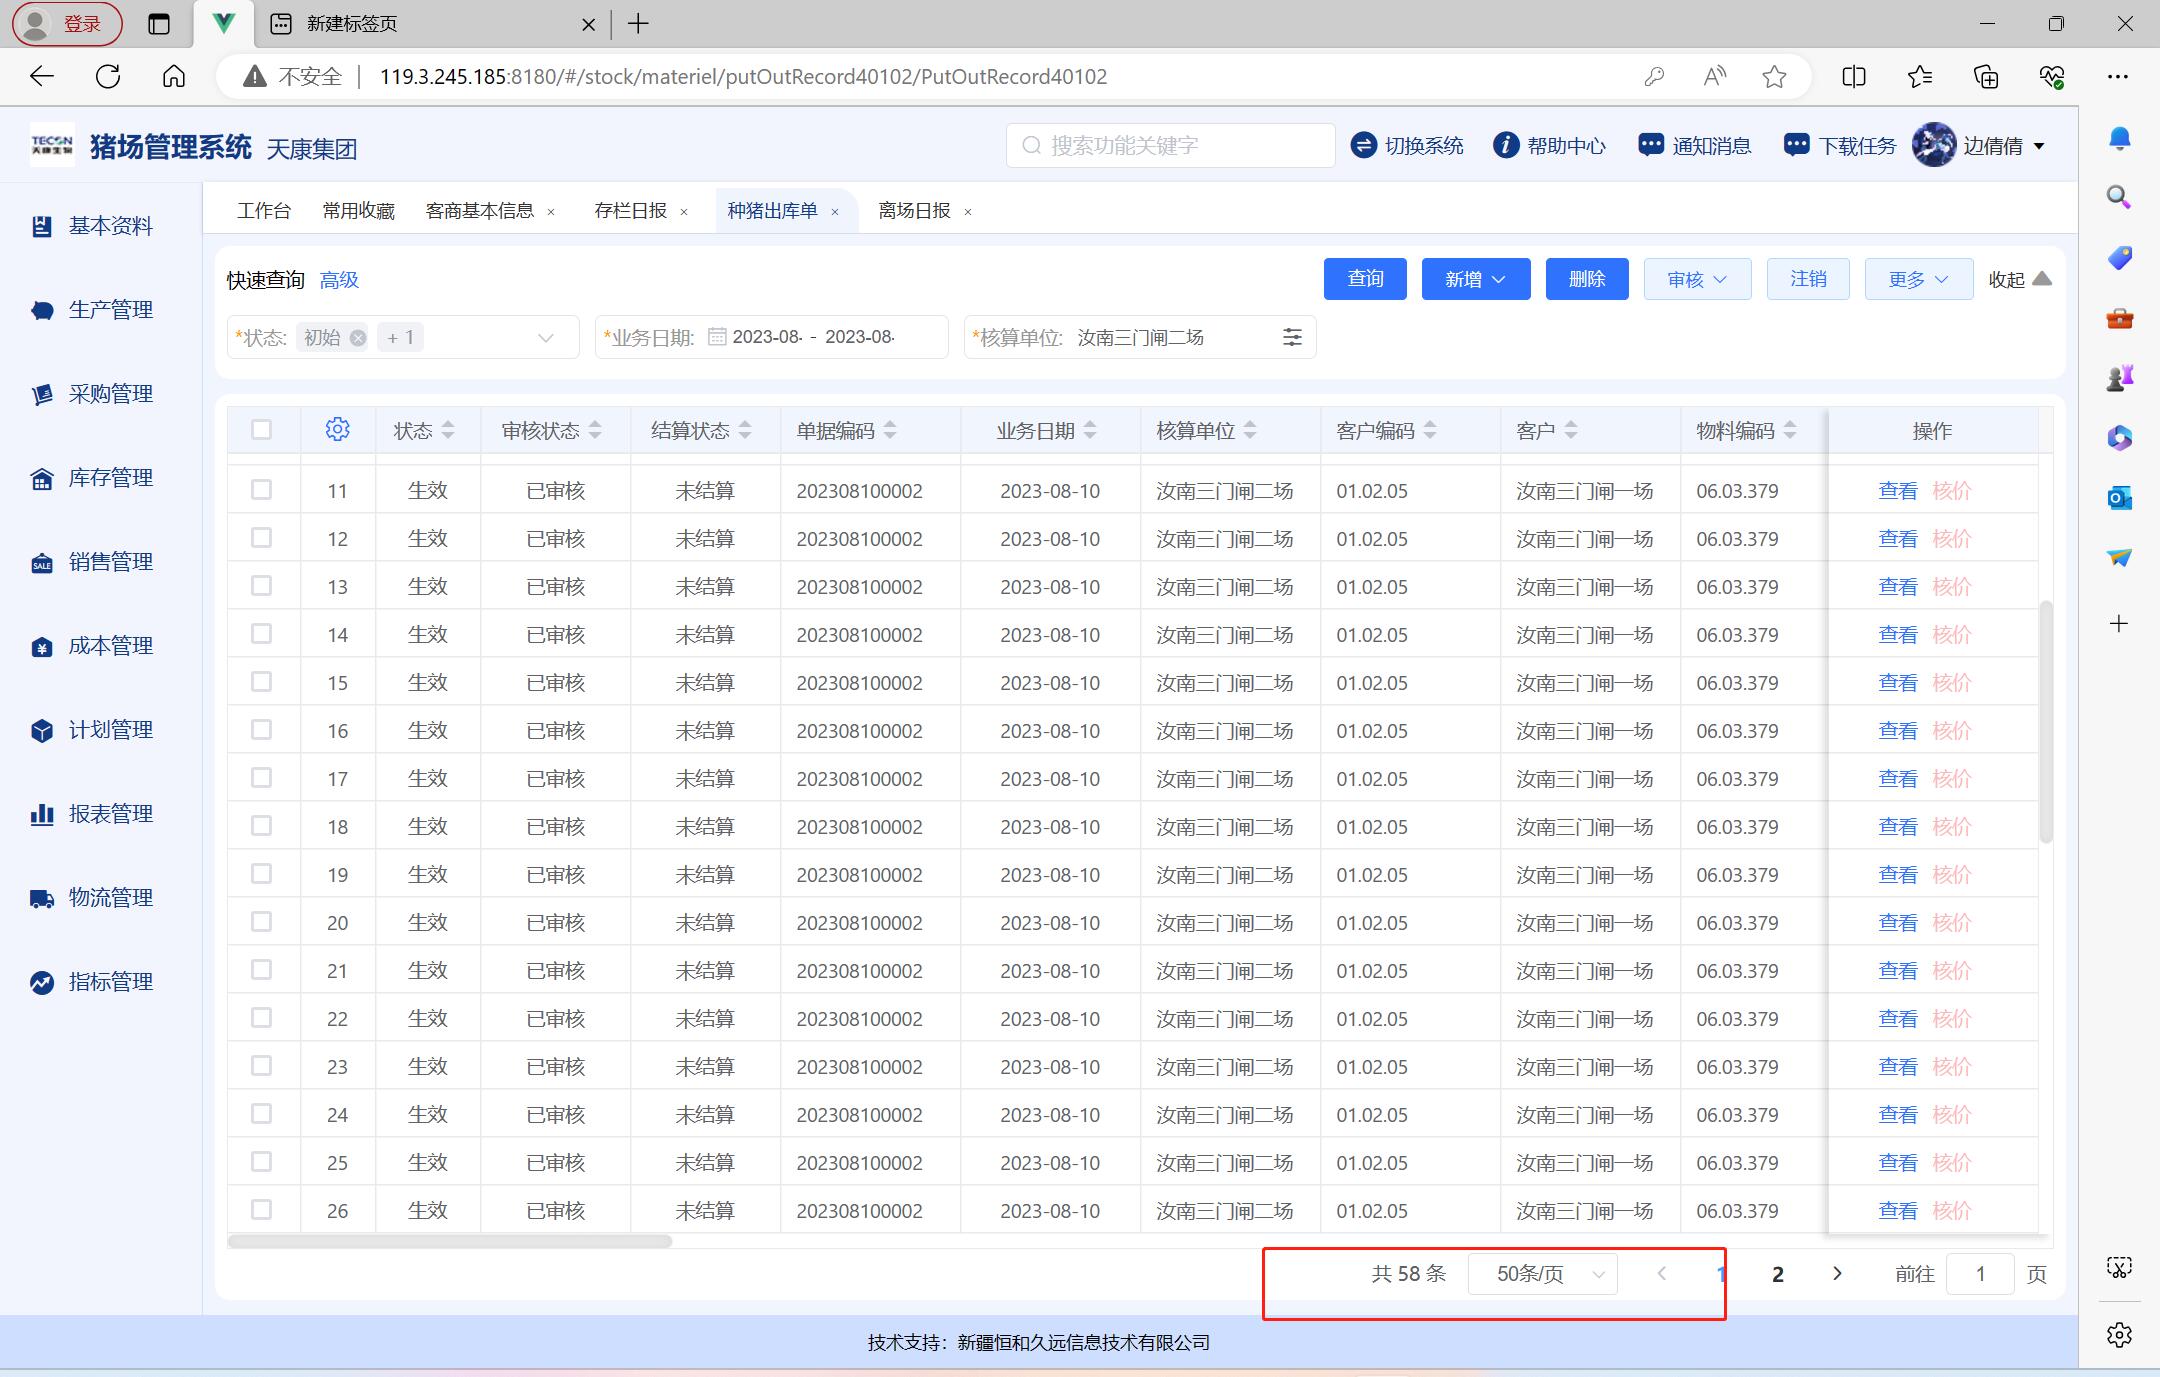 登录
新建标签页
不安全
119.3.245.185:8180/#/stock/materiel/putOutRecord40102/PutOutRecord40102
TECON
天康生物
猪场管理系统 天康集团
搜索功能关键字
切换系统 帮助中心 通知消息 下载任务 边倩倩
工作台 常用收藏 客商基本信息 × 存栏日报 × 种猪出库单 × 离场日报 ×
基本资料
生产管理
采购管理
库存管理
SALE 销售管理
¥ 成本管理
计划管理
报表管理
物流管理
指标管理
快速查询 高级 查询 新增 删除 审核 注销 更多 收起
*状态: 初始 + 1 *业务日期: 2023-08- - 2023-08- *核算单位: 汝南三门闸二场
状态 审核状态 结算状态 单据编码 业务日期 核算单位 客户编码 客户 物料编码 操作
11 生效 已审核 未结算 202308100002 2023-08-10 汝南三门闸二场 01.02.05 汝南三门闸一场 06.03.379 查看 核价
12 生效 已审核 未结算 202308100002 2023-08-10 汝南三门闸二场 01.02.05 汝南三门闸一场 06.03.379 查看 核价
13 生效 已审核 未结算 202308100002 2023-08-10 汝南三门闸二场 01.02.05 汝南三门闸一场 06.03.379 查看 核价
14 生效 已审核 未结算 202308100002 2023-08-10 汝南三门闸二场 01.02.05 汝南三门闸一场 06.03.379 查看 核价
15 生效 已审核 未结算 202308100002 2023-08-10 汝南三门闸二场 01.02.05 汝南三门闸一场 06.03.379 查看 核价
16 生效 已审核 未结算 202308100002 2023-08-10 汝南三门闸二场 01.02.05 汝南三门闸一场 06.03.379 查看 核价
17 生效 已审核 未结算 202308100002 2023-08-10 汝南三门闸二场 01.02.05 汝南三门闸一场 06.03.379 查看 核价
18 生效 已审核 未结算 202308100002 2023-08-10 汝南三门闸二场 01.02.05 汝南三门闸一场 06.03.379 查看 核价
19 生效 已审核 未结算 202308100002 2023-08-10 汝南三门闸二场 01.02.05 汝南三门闸一场 06.03.379 查看 核价
20 生效 已审核 未结算 202308100002 2023-08-10 汝南三门闸二场 01.02.05 汝南三门闸一场 06.03.379 查看 核价
21 生效 已审核 未结算 202308100002 2023-08-10 汝南三门闸二场 01.02.05 汝南三门闸一场 06.03.379 查看 核价
22 生效 已审核 未结算 202308100002 2023-08-10 汝南三门闸二场 01.02.05 汝南三门闸一场 06.03.379 查看 核价
23 生效 已审核 未结算 202308100002 2023-08-10 汝南三门闸二场 01.02.05 汝南三门闸一场 06.03.379 查看 核价
24 生效 已审核 未结算 202308100002 2023-08-10 汝南三门闸二场 01.02.05 汝南三门闸一场 06.03.379 查看 核价
25 生效 已审核 未结算 202308100002 2023-08-10 汝南三门闸二场 01.02.05 汝南三门闸一场 06.03.379 查看 核价
26 生效 已审核 未结算 202308100002 2023-08-10 汝南三门闸二场 01.02.05 汝南三门闸一场 06.03.379 查看 核价
共 58 条 50条/页 1 2 前往 1 页
技术支持：新疆恒和久远信息技术有限公司